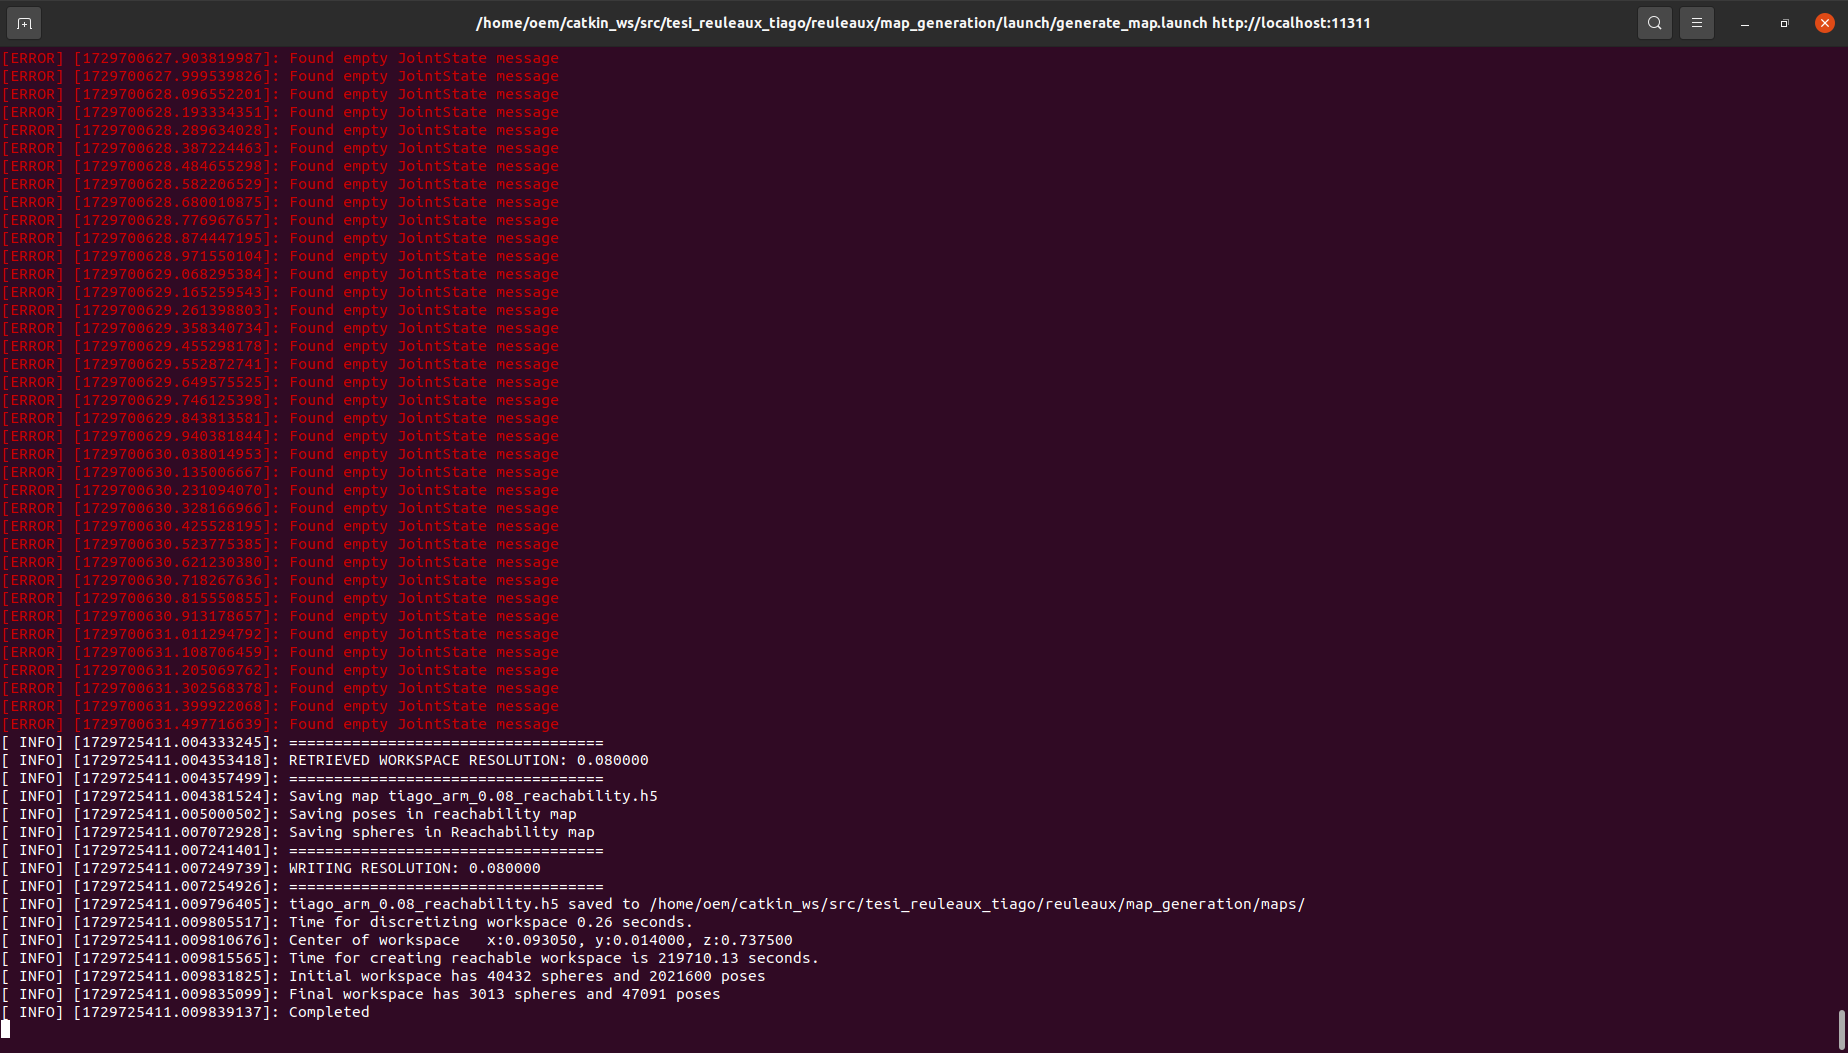 /home/oem/catkin_ws/src/tesi_reuleaux_tiago/reuleaux/map_generation/launch/generate_map.launch http://localhost:11311
[ERROR] [1729700627.903819987]: Found empty JointState message
[ERROR] [1729700627.999539826]: Found empty JointState message
[ERROR] [1729700628.096552201]: Found empty JointState message
[ERROR] [1729700628.193334351]: Found empty JointState message
[ERROR] [1729700628.289634028]: Found empty JointState message
[ERROR] [1729700628.387224463]: Found empty JointState message
[ERROR] [1729700628.484655298]: Found empty JointState message
[ERROR] [1729700628.582206529]: Found empty JointState message
[ERROR] [1729700628.680010875]: Found empty JointState message
[ERROR] [1729700628.776967657]: Found empty JointState message
[ERROR] [1729700628.874447195]: Found empty JointState message
[ERROR] [1729700628.971550104]: Found empty JointState message
[ERROR] [1729700629.068295384]: Found empty JointState message
[ERROR] [1729700629.165259543]: Found empty JointState message
[ERROR] [1729700629.261398803]: Found empty JointState message
[ERROR] [1729700629.358340734]: Found empty JointState message
[ERROR] [1729700629.455298178]: Found empty JointState message
[ERROR] [1729700629.552872741]: Found empty JointState message
[ERROR] [1729700629.649575525]: Found empty JointState message
[ERROR] [1729700629.746125398]: Found empty JointState message
[ERROR] [1729700629.843813581]: Found empty JointState message
[ERROR] [1729700629.940381844]: Found empty JointState message
[ERROR] [1729700630.038014953]: Found empty JointState message
[ERROR] [1729700630.135006667]: Found empty JointState message
[ERROR] [1729700630.231094070]: Found empty JointState message
[ERROR] [1729700630.328166966]: Found empty JointState message
[ERROR] [1729700630.425528195]: Found empty JointState message
[ERROR] [1729700630.523775385]: Found empty JointState message
[ERROR] [1729700630.621230380]: Found empty JointState message
[ERROR] [1729700630.718267636]: Found empty JointState message
[ERROR] [1729700630.815550855]: Found empty JointState message
[ERROR] [1729700630.913178657]: Found empty JointState message
[ERROR] [1729700631.011294792]: Found empty JointState message
[ERROR] [1729700631.108706459]: Found empty JointState message
[ERROR] [1729700631.205069762]: Found empty JointState message
[ERROR] [1729700631.302568378]: Found empty JointState message
[ERROR] [1729700631.399922068]: Found empty JointState message
[ERROR] [1729700631.497716639]: Found empty JointState message
[ INFO] [1729725411.004333245]: ===================================
[ INFO] [1729725411.004353418]: RETRIEVED WORKSPACE RESOLUTION: 0.080000
[ INFO] [1729725411.004357499]: ===================================
[ INFO] [1729725411.004381524]: Saving map tiago_arm_0.08_reachability.h5
[ INFO] [1729725411.005000502]: Saving poses in reachability map
[ INFO] [1729725411.007072928]: Saving spheres in Reachability map
[ INFO] [1729725411.007241401]: ===================================
[ INFO] [1729725411.007249739]: WRITING RESOLUTION: 0.080000
[ INFO] [1729725411.007254926]: ===================================
[ INFO] [1729725411.009796405]: tiago_arm_0.08_reachability.h5 saved to /home/oem/catkin_ws/src/tesi_reuleaux_tiago/reuleaux/map_generation/maps/
[ INFO] [1729725411.009805517]: Time for discretizing workspace 0.26 seconds.
[ INFO] [1729725411.009810676]: Center of workspace   x:0.093050, y:0.014000, z:0.737500
[ INFO] [1729725411.009815565]: Time for creating reachable workspace is 219710.13 seconds.
[ INFO] [1729725411.009831825]: Initial workspace has 40432 spheres and 2021600 poses
[ INFO] [1729725411.009835099]: Final workspace has 3013 spheres and 47091 poses
[ INFO] [1729725411.009839137]: Completed